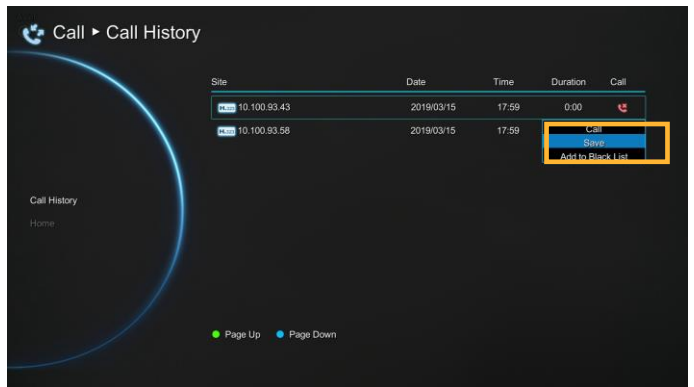 Call ▸ Call History
Site Date Time Duration Call
H.323 10.100.93.43 2019/03/15 17:59 0:00
H.323 10.100.93.58 2019/03/15 17:59
Call
Save
Add to Black List
Call History
Home
Page Up Page Down